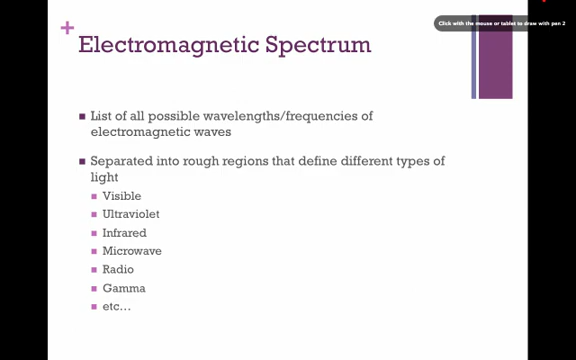 Click with the mouse or tablet to draw with pen 2
+
Electromagnetic Spectrum
List of all possible wavelengths/frequencies of
electromagnetic waves
Separated into rough regions that define different types of
light
Visible
Ultraviolet
Infrared
Microwave
Radio
Gamma
etc...